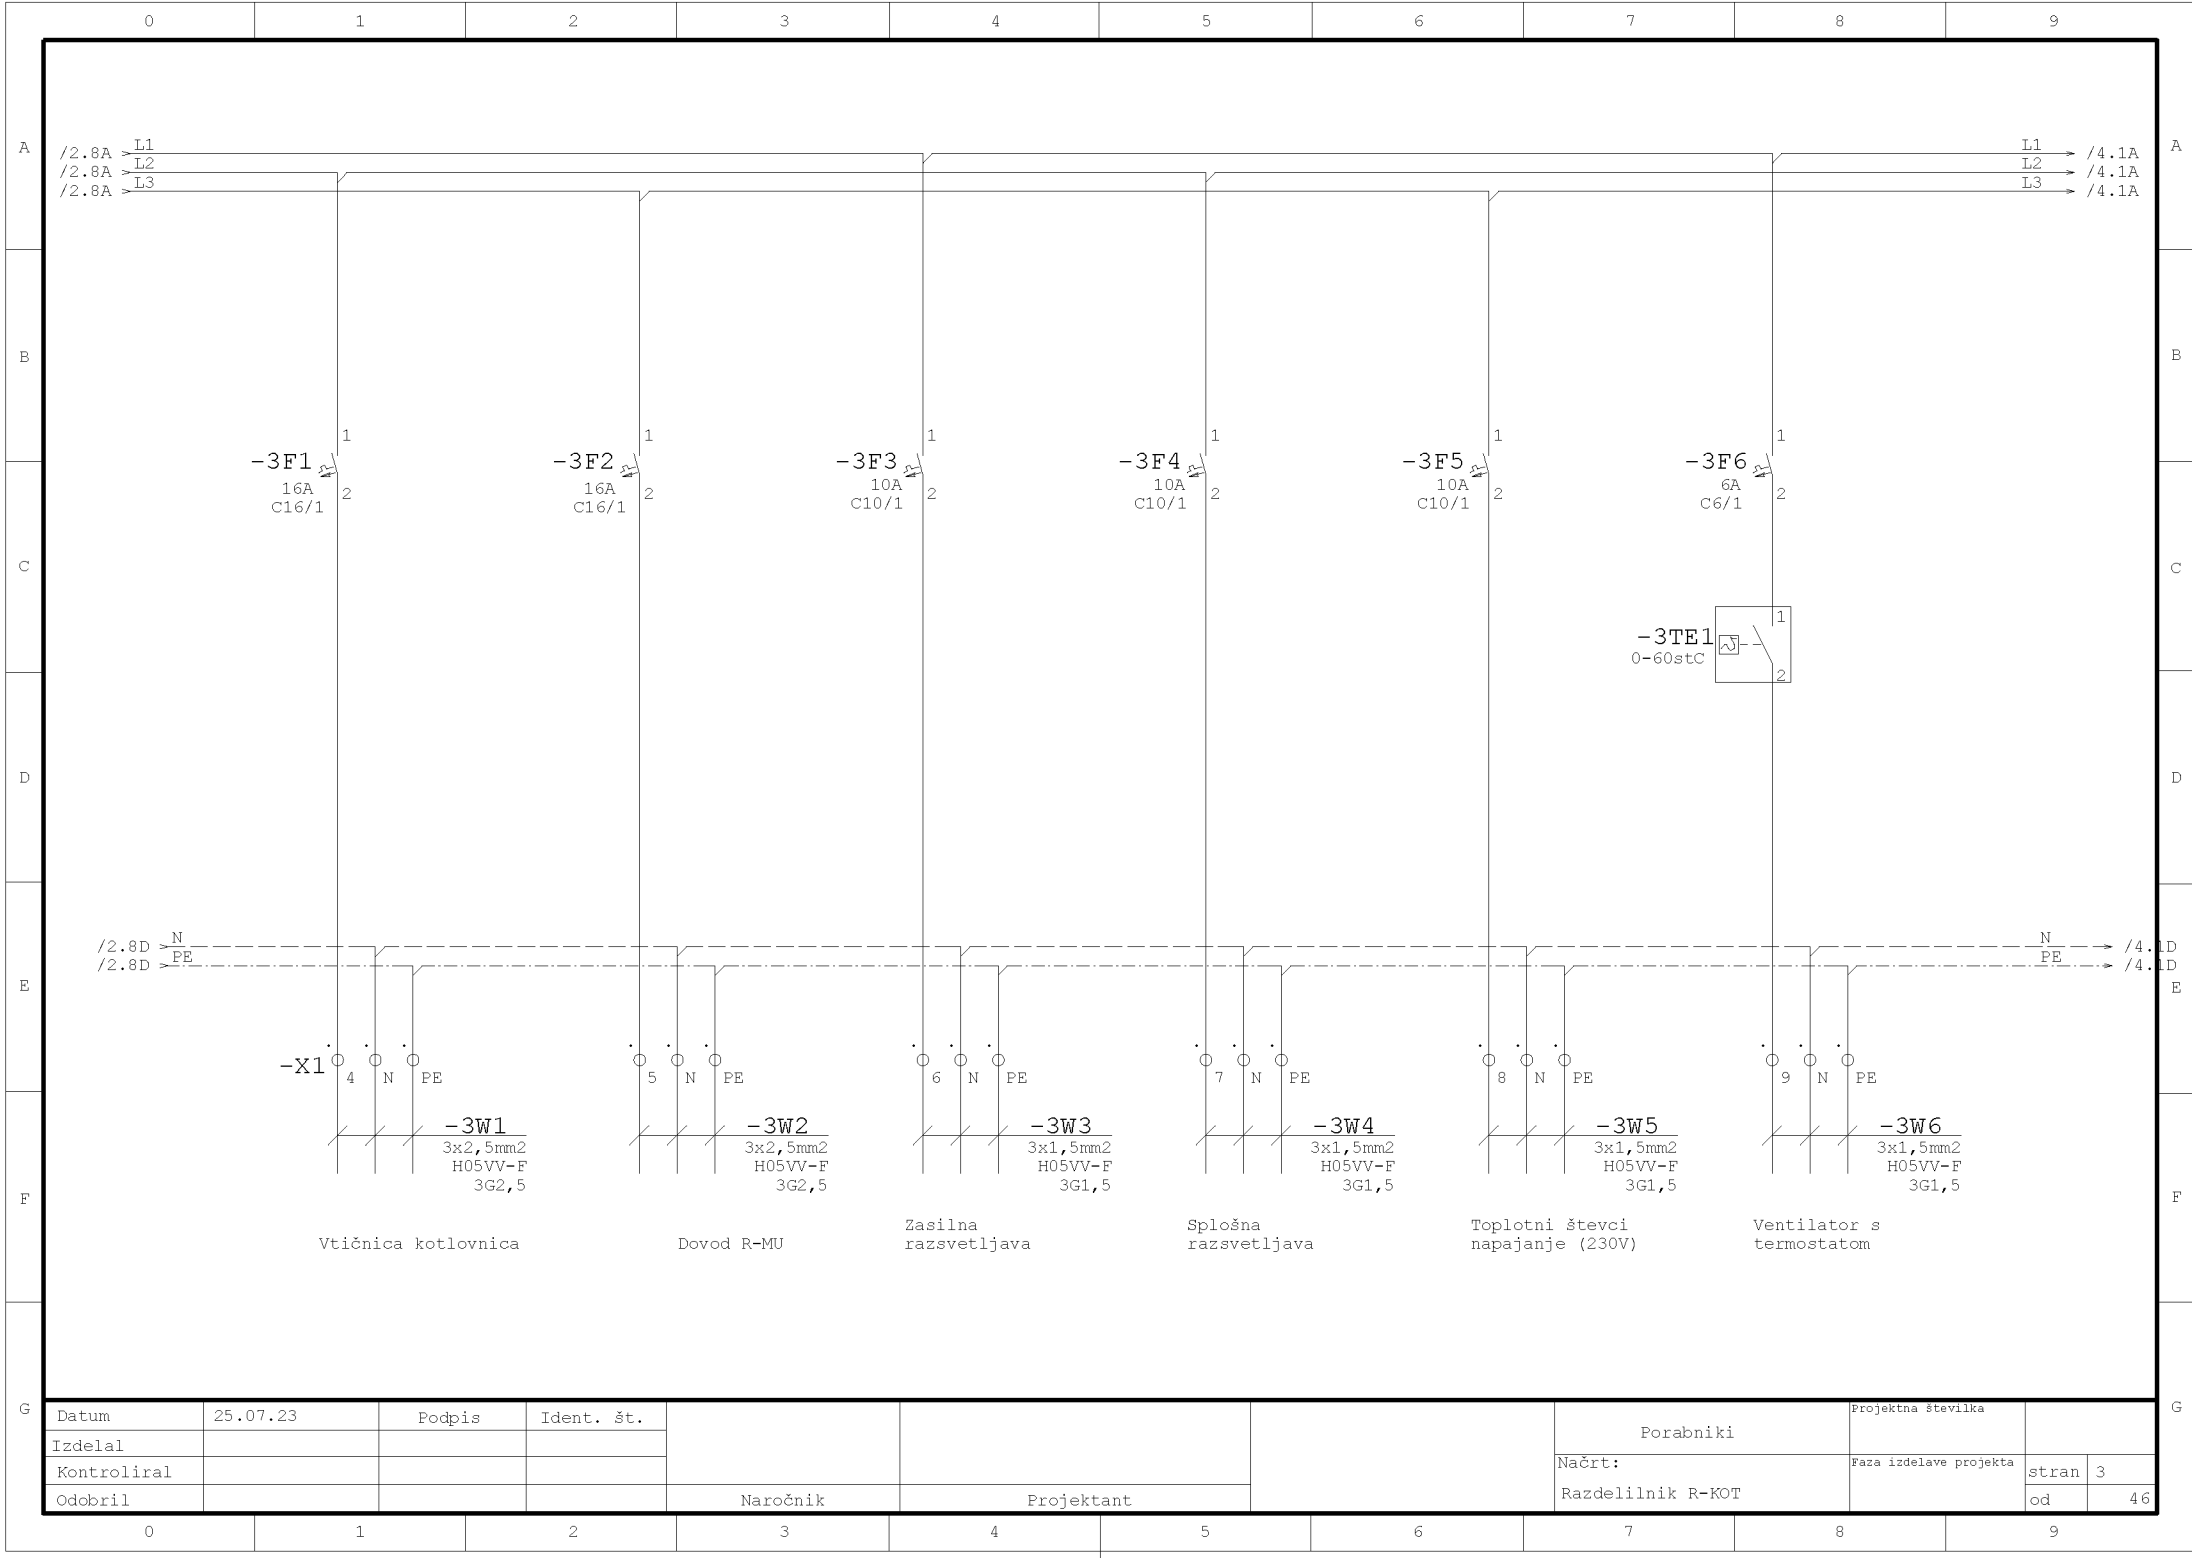 0 1 2 3 4 5 6 7 8 9
A A
/2.8A L1 L1 /4.1A
/2.8A L2 L2 /4.1A
/2.8A L3 L3 /4.1A
B B
1 1 1 1 1 1
-3F1 -3F2 -3F3 -3F4 -3F5 -3F6
16A 16A 10A 10A 10A 6A
2 2 2 2 2 2
C16/1 C16/1 C10/1 C10/1 C10/1 C6/1
C C
1
-3TE1
0-60stC
2
D D
/2.8D N N /4.1D
/2.8D PE PE /4.1D
E E
-X1
4 N PE 5 N PE 6 N PE 7 N PE 8 N PE 9 N PE
-3W1 -3W2 -3W3 -3W4 -3W5 -3W6
3x2,5mm2 3x2,5mm2 3x1,5mm2 3x1,5mm2 3x1,5mm2 3x1,5mm2
H05VV-F H05VV-F H05VV-F H05VV-F H05VV-F H05VV-F
3G2,5 3G2,5 3G1,5 3G1,5 3G1,5 3G1,5
F F
Vtičnica kotlovnica
Dovod R-MU
Zasilna
razsvetljava
Splošna
razsvetljava
Toplotni števci
napajanje (230V)
Ventilator s
termostatom
G G
Datum 25.07.23 Podpis Ident. št.
Izdelal
Kontroliral
Odobril
Naročnik
Projektant
Porabniki
Načrt:
Razdelilnik R-KOT
Projektna številka
Faza izdelave projekta
stran 3
od 46
0 1 2 3 4 5 6 7 8 9